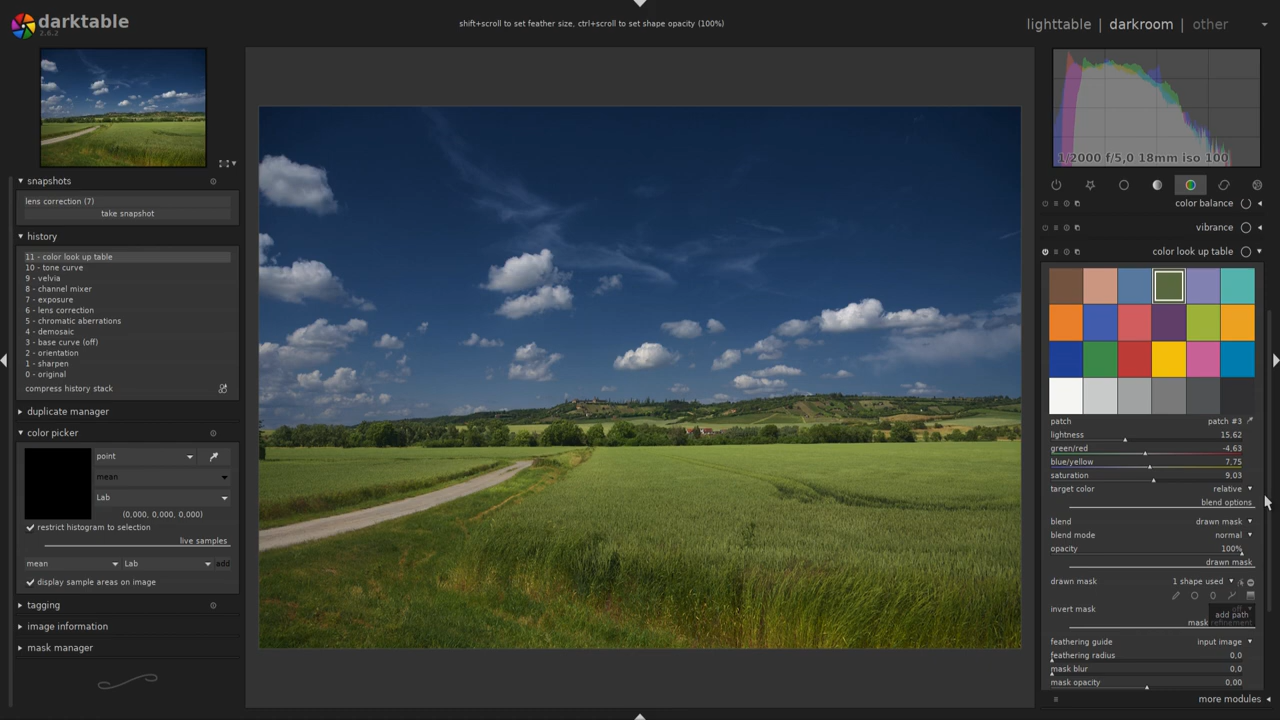 darktable
2.6.2
shift+scroll to set feather size, ctrl+scroll to set shape opacity (100%)
lighttable | darkroom | other
1/2000 f/5,0 18mm iso 100
snapshots
lens correction (7)
take snapshot
history
11 - color look up table
10 - tone curve
9 - velvia
8 - channel mixer
7 - exposure
6 - lens correction
5 - chromatic aberrations
4 - demosaic
3 - base curve (off)
2 - orientation
1 - sharpen
0 - original
compress history stack
duplicate manager
color picker
point
mean
Lab
(0,000, 0,000, 0,000)
restrict histogram to selection
live samples
mean Lab add
display sample areas on image
tagging
image information
mask manager
color balance
vibrance
color look up table
patch patch #3
lightness 15,62
green/red -4,63
blue/yellow 7,75
saturation 9,03
target color relative
blend options
blend drawn mask
blend mode normal
opacity 100%
drawn mask
drawn mask 1 shape used
invert mask off
add path
mask refinement
feathering guide input image
feathering radius 0,0
mask blur 0,0
mask opacity 0,00
more modules